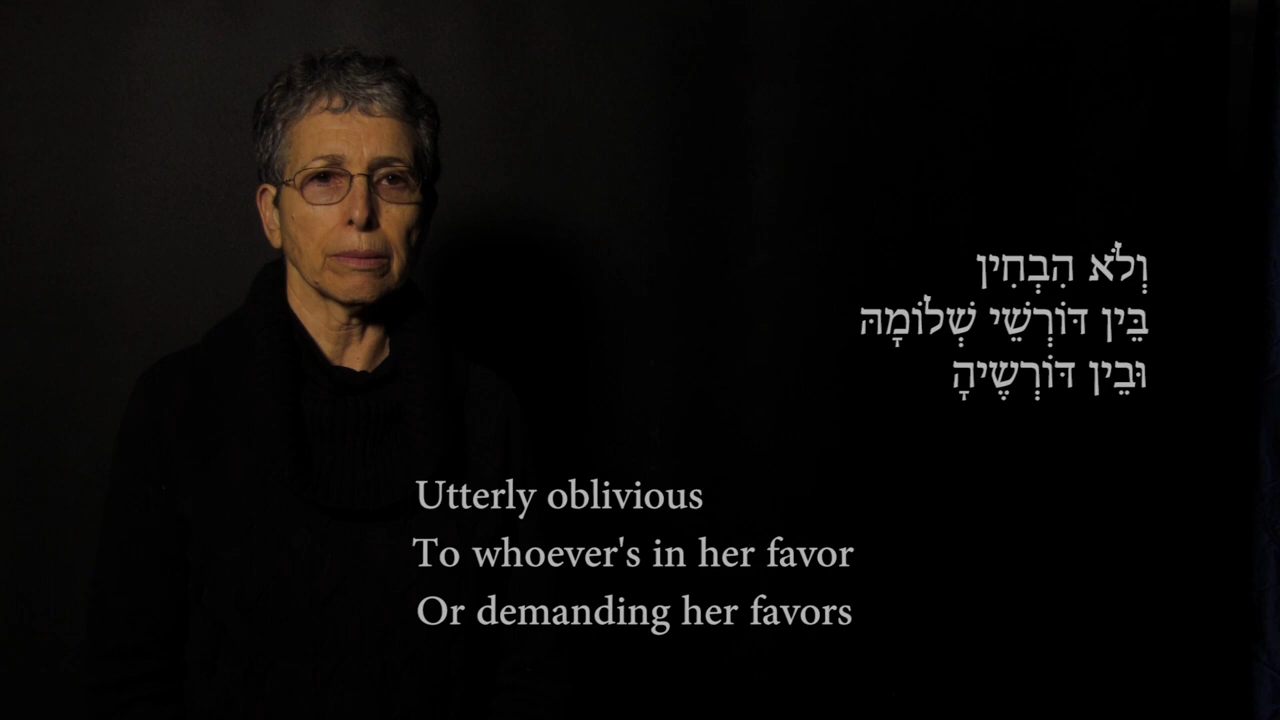 וְלֹא הִבְחִין
בֵּין דּוֹרְשֵׁי שְׁלוֹמָהּ
וּבֵין דּוֹרְשֶׁיהָ
Utterly oblivious
To whoever's in her favor
Or demanding her favors